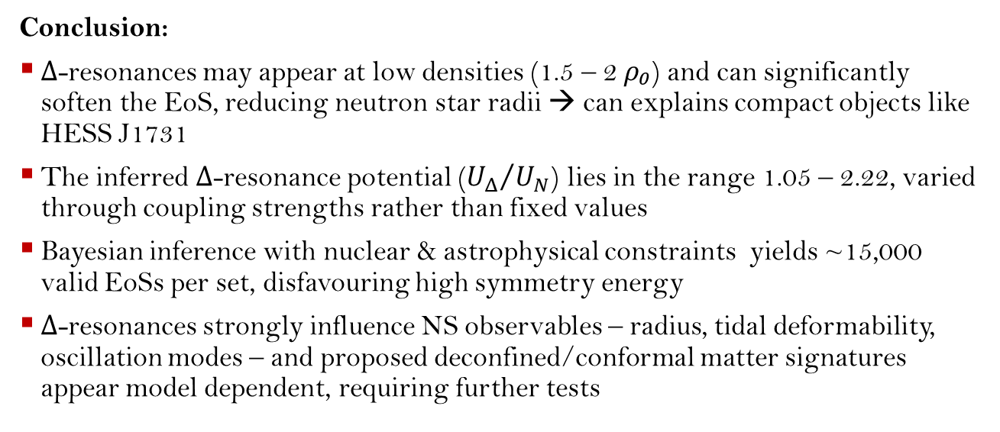 Conclusion:
▪ Δ-resonances may appear at low densities (1.5 – 2 ρ₀) and can significantly
soften the EoS, reducing neutron star radii → can explains compact objects like
HESS J1731
▪ The inferred Δ-resonance potential (U_Δ/U_N) lies in the range 1.05 – 2.22, varied
through coupling strengths rather than fixed values
▪ Bayesian inference with nuclear & astrophysical constraints yields ~15,000
valid EoSs per set, disfavouring high symmetry energy
▪ Δ-resonances strongly influence NS observables – radius, tidal deformability,
oscillation modes – and proposed deconfined/conformal matter signatures
appear model dependent, requiring further tests